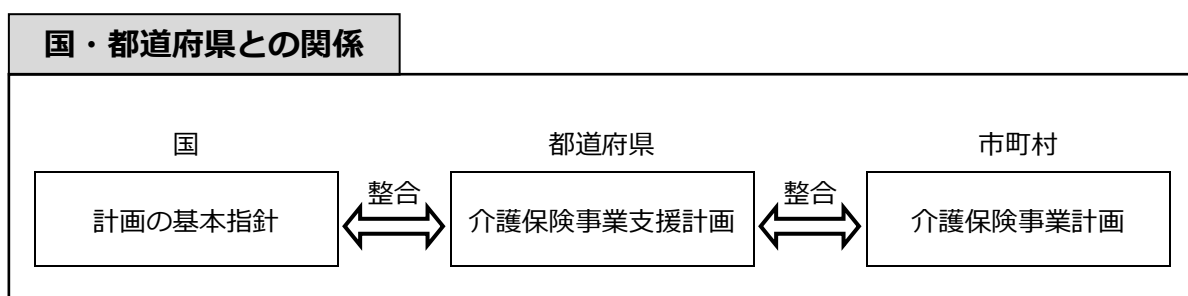 国・都道府県との関係
国
都道府県
市町村
計画の基本指針
整合
介護保険事業支援計画
整合
介護保険事業計画